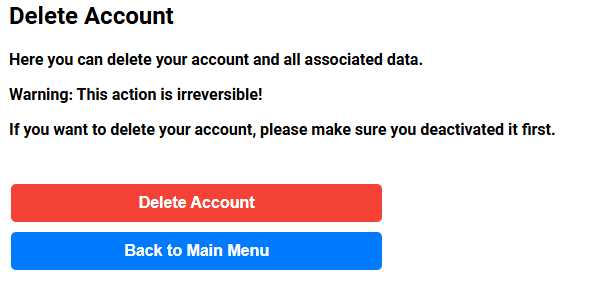 Delete Account
Here you can delete your account and all associated data.
Warning: This action is irreversible!
If you want to delete your account, please make sure you deactivated it first.
Delete Account
Back to Main Menu